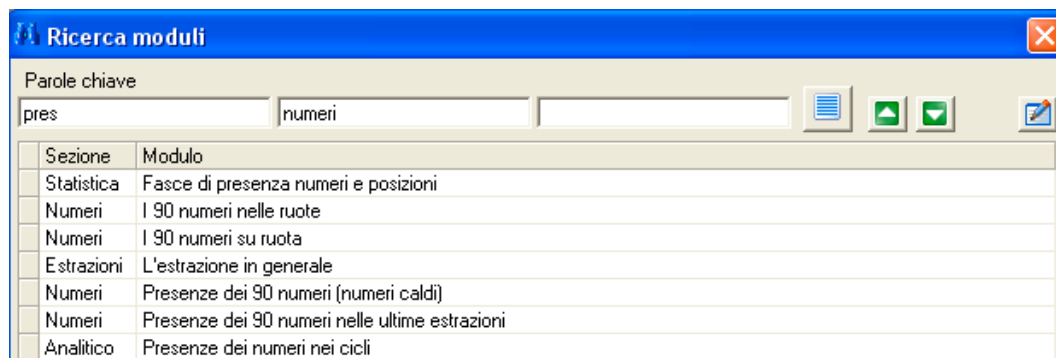 Ricerca moduli
Parole chiave
pres numeri
Sezione Modulo
Statistica Fasce di presenza numeri e posizioni
Numeri I 90 numeri nelle ruote
Numeri I 90 numeri su ruota
Estrazioni L'estrazione in generale
Numeri Presenze dei 90 numeri (numeri caldi)
Numeri Presenze dei 90 numeri nelle ultime estrazioni
Analitico Presenze dei numeri nei cicli